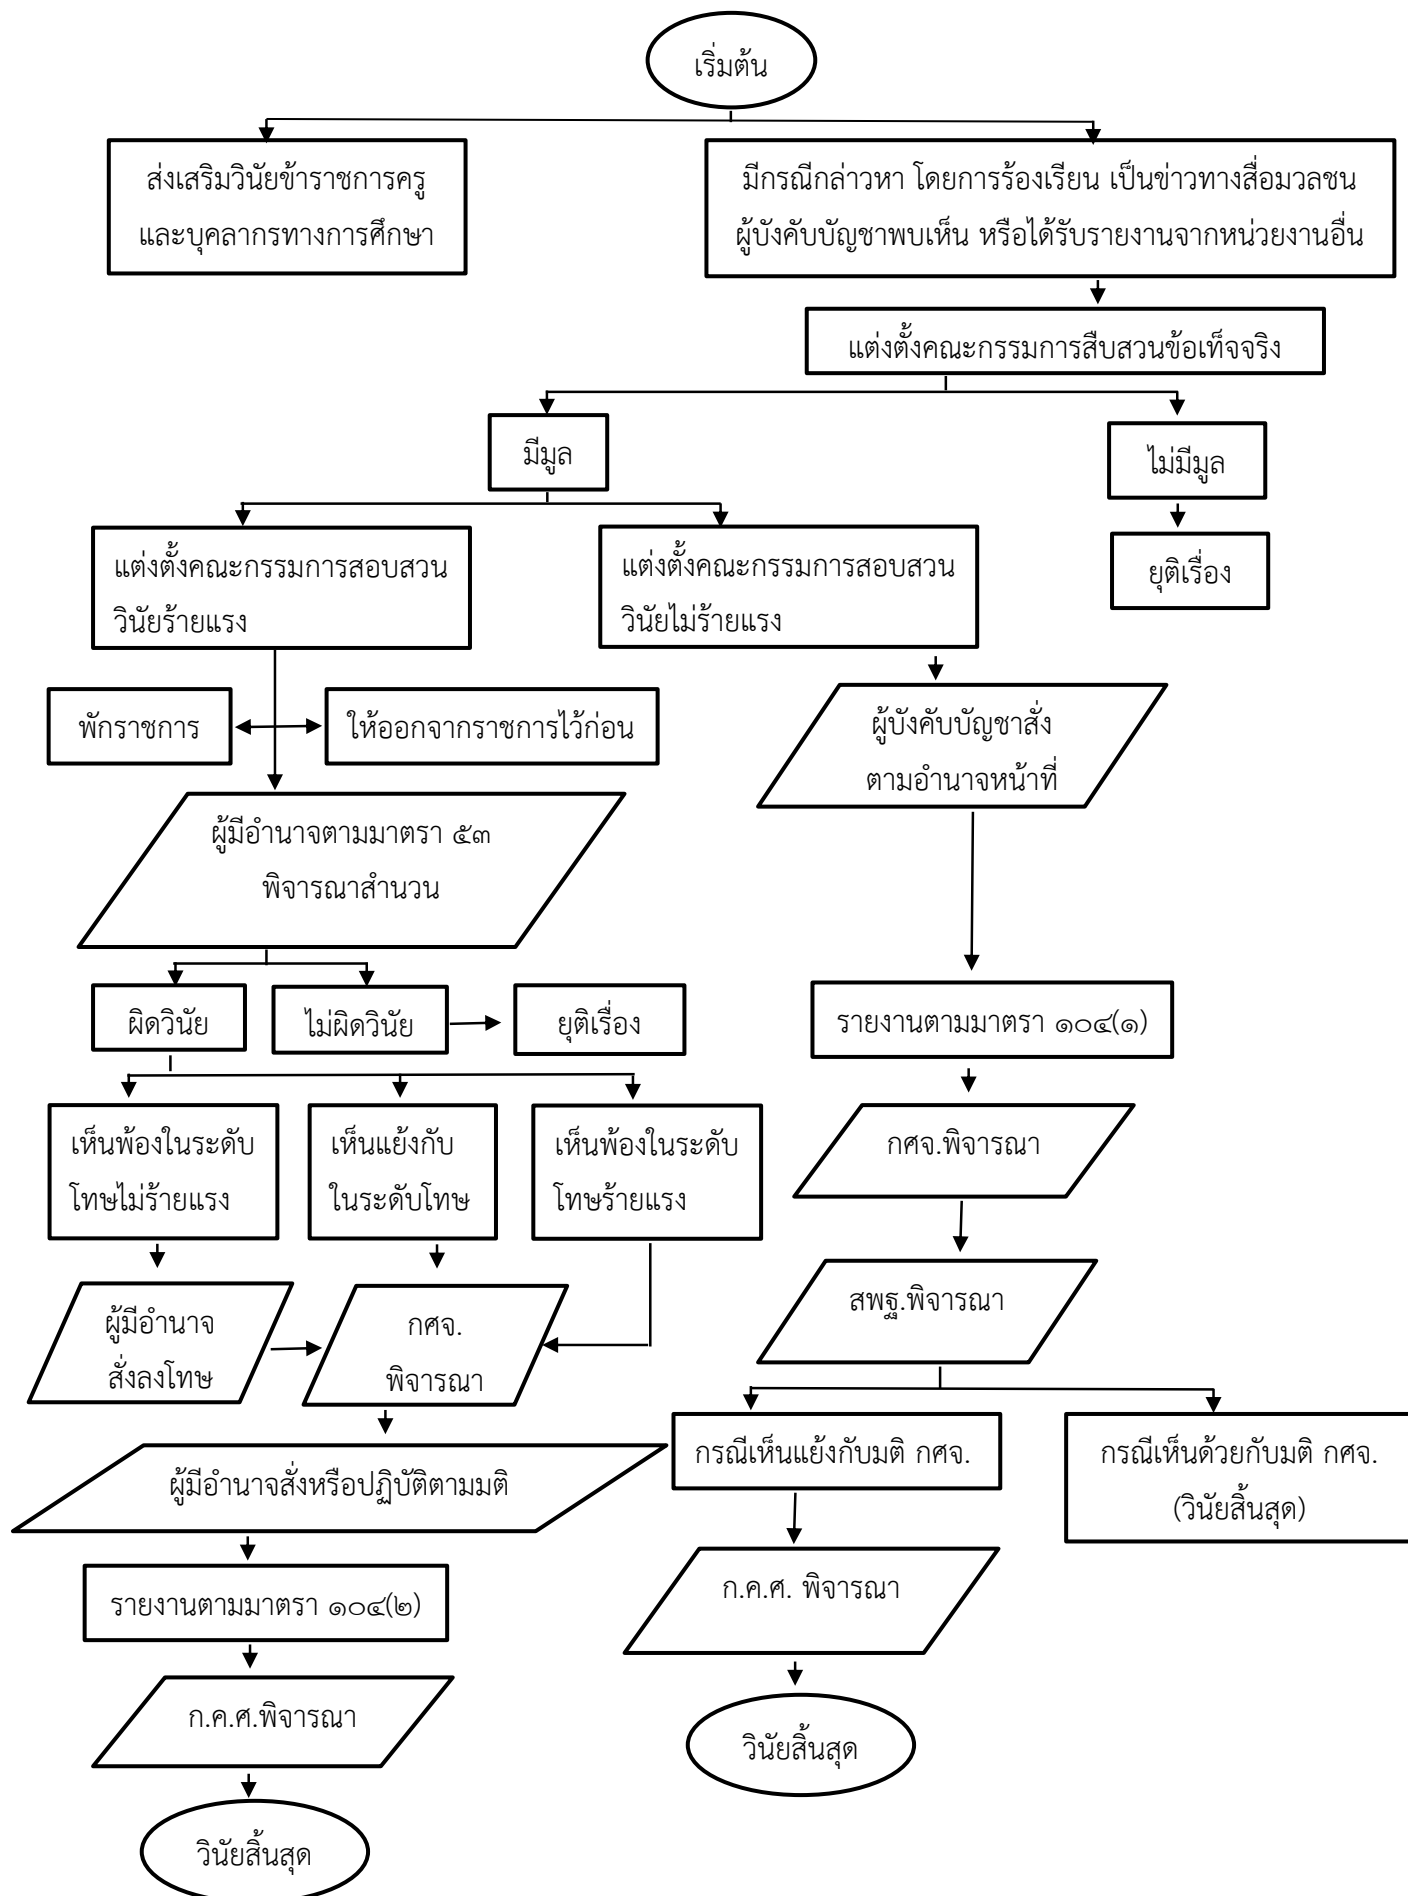 เริ่มต้น
ส่งเสริมวินัยข้าราชการครู
และบุคลากรทางการศึกษา
มีกรณีกล่าวหา โดยการร้องเรียน เป็นข่าวทางสื่อมวลชน
ผู้บังคับบัญชาพบเห็น หรือได้รับรายงานจากหน่วยงานอื่น
แต่งตั้งคณะกรรมการสืบสวนข้อเท็จจริง
มีมูล
ไม่มีมูล
ยุติเรื่อง
แต่งตั้งคณะกรรมการสอบสวน
วินัยร้ายแรง
แต่งตั้งคณะกรรมการสอบสวน
วินัยไม่ร้ายแรง
พักราชการ
ให้ออกจากราชการไว้ก่อน
ผู้บังคับบัญชาสั่ง
ตามอำนาจหน้าที่
ผู้มีอำนาจตามมาตรา ๕๓
พิจารณาสำนวน
ผิดวินัย
ไม่ผิดวินัย
ยุติเรื่อง
รายงานตามมาตรา ๑๐๔(๑)
เห็นพ้องในระดับ
โทษไม่ร้ายแรง
เห็นแย้งกับ
ในระดับโทษ
เห็นพ้องในระดับ
โทษร้ายแรง
กศจ.พิจารณา
ผู้มีอำนาจ
สั่งลงโทษ
กศจ.
พิจารณา
สพฐ.พิจารณา
ผู้มีอำนาจสั่งหรือปฏิบัติตามมติ
กรณีเห็นแย้งกับมติ กศจ.
กรณีเห็นด้วยกับมติ กศจ.
(วินัยสิ้นสุด)
รายงานตามมาตรา ๑๐๔(๒)
ก.ค.ศ. พิจารณา
ก.ค.ศ.พิจารณา
วินัยสิ้นสุด
วินัยสิ้นสุด